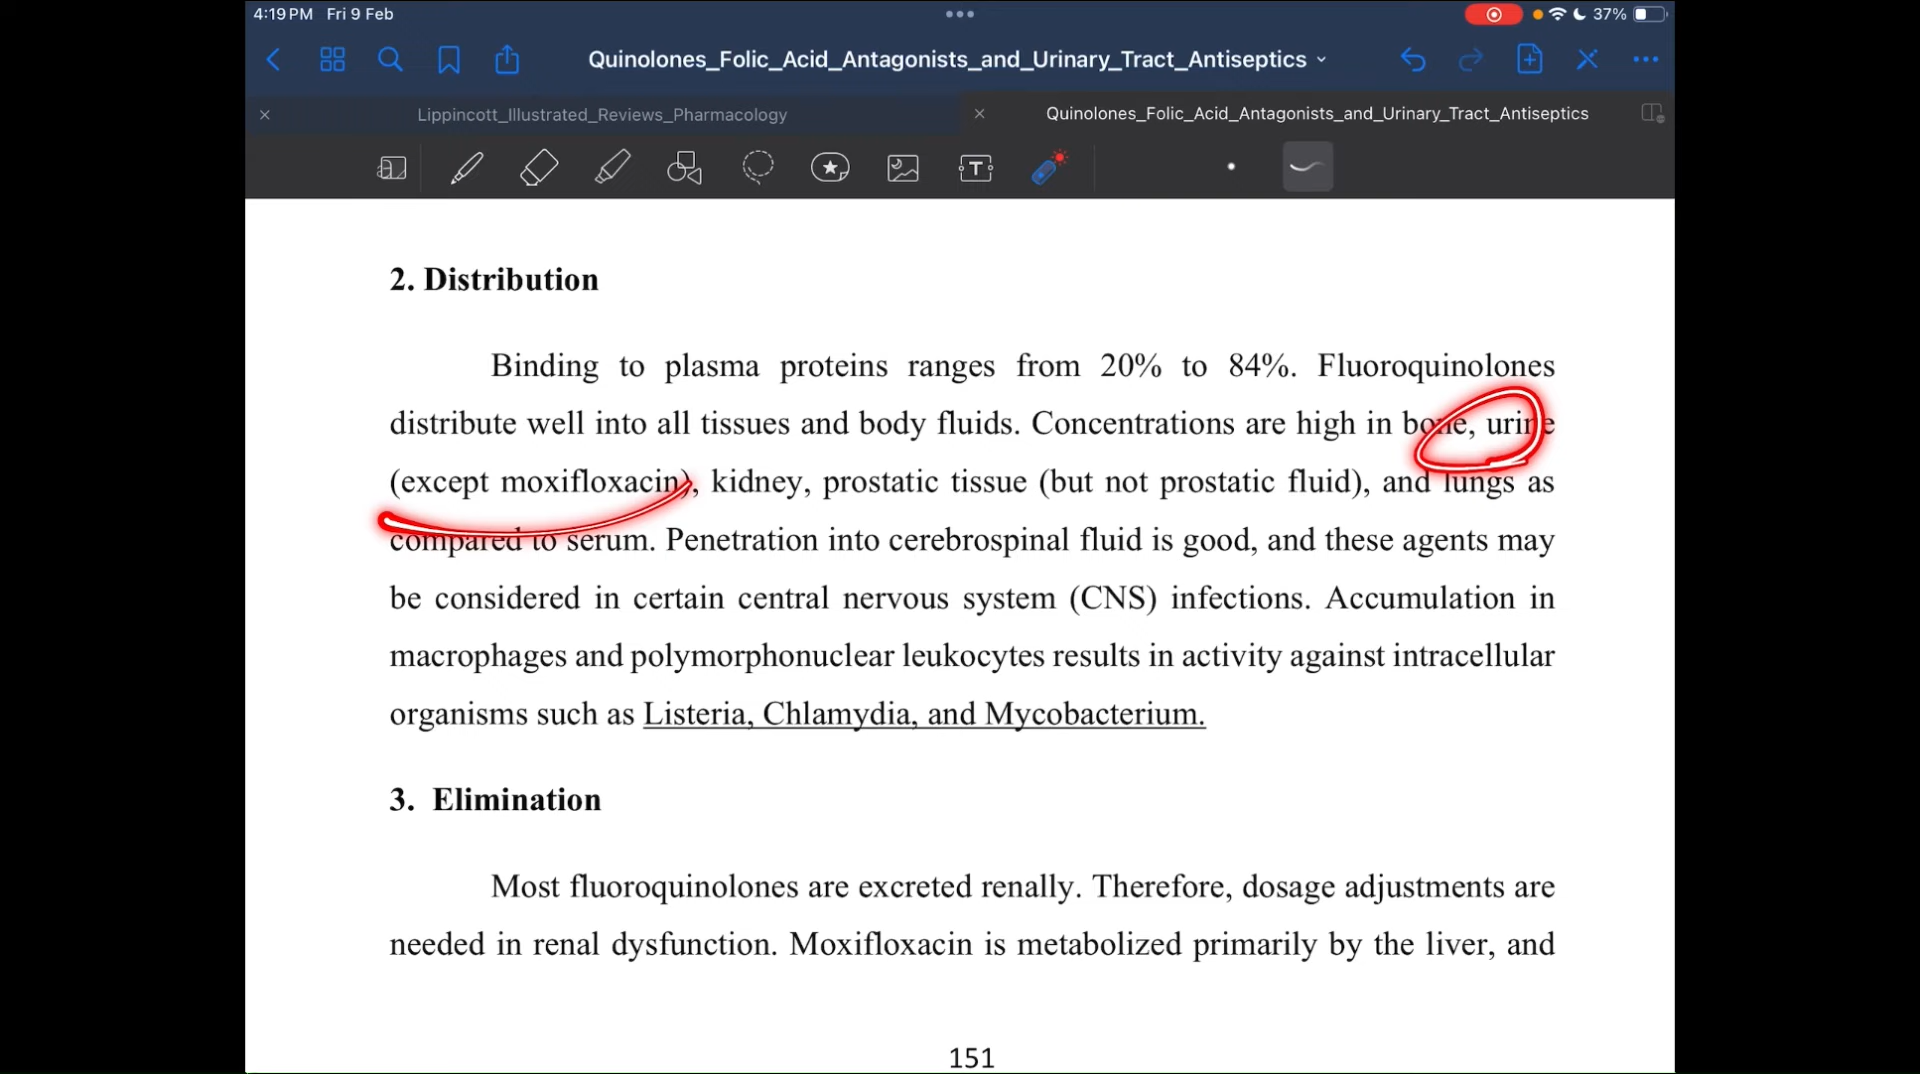 4:19 PM Fri 9 Feb
37%
Quinolones_Folic_Acid_Antagonists_and_Urinary_Tract_Antiseptics
Lippincott_Illustrated_Reviews_Pharmacology
Quinolones_Folic_Acid_Antagonists_and_Urinary_Tract_Antiseptics
2. Distribution
Binding to plasma proteins ranges from 20% to 84%. Fluoroquinolones
distribute well into all tissues and body fluids. Concentrations are high in bone, urine
(except moxifloxacin), kidney, prostatic tissue (but not prostatic fluid), and lungs as
compared to serum. Penetration into cerebrospinal fluid is good, and these agents may
be considered in certain central nervous system (CNS) infections. Accumulation in
macrophages and polymorphonuclear leukocytes results in activity against intracellular
organisms such as Listeria, Chlamydia, and Mycobacterium.
3. Elimination
Most fluoroquinolones are excreted renally. Therefore, dosage adjustments are
needed in renal dysfunction. Moxifloxacin is metabolized primarily by the liver, and
151